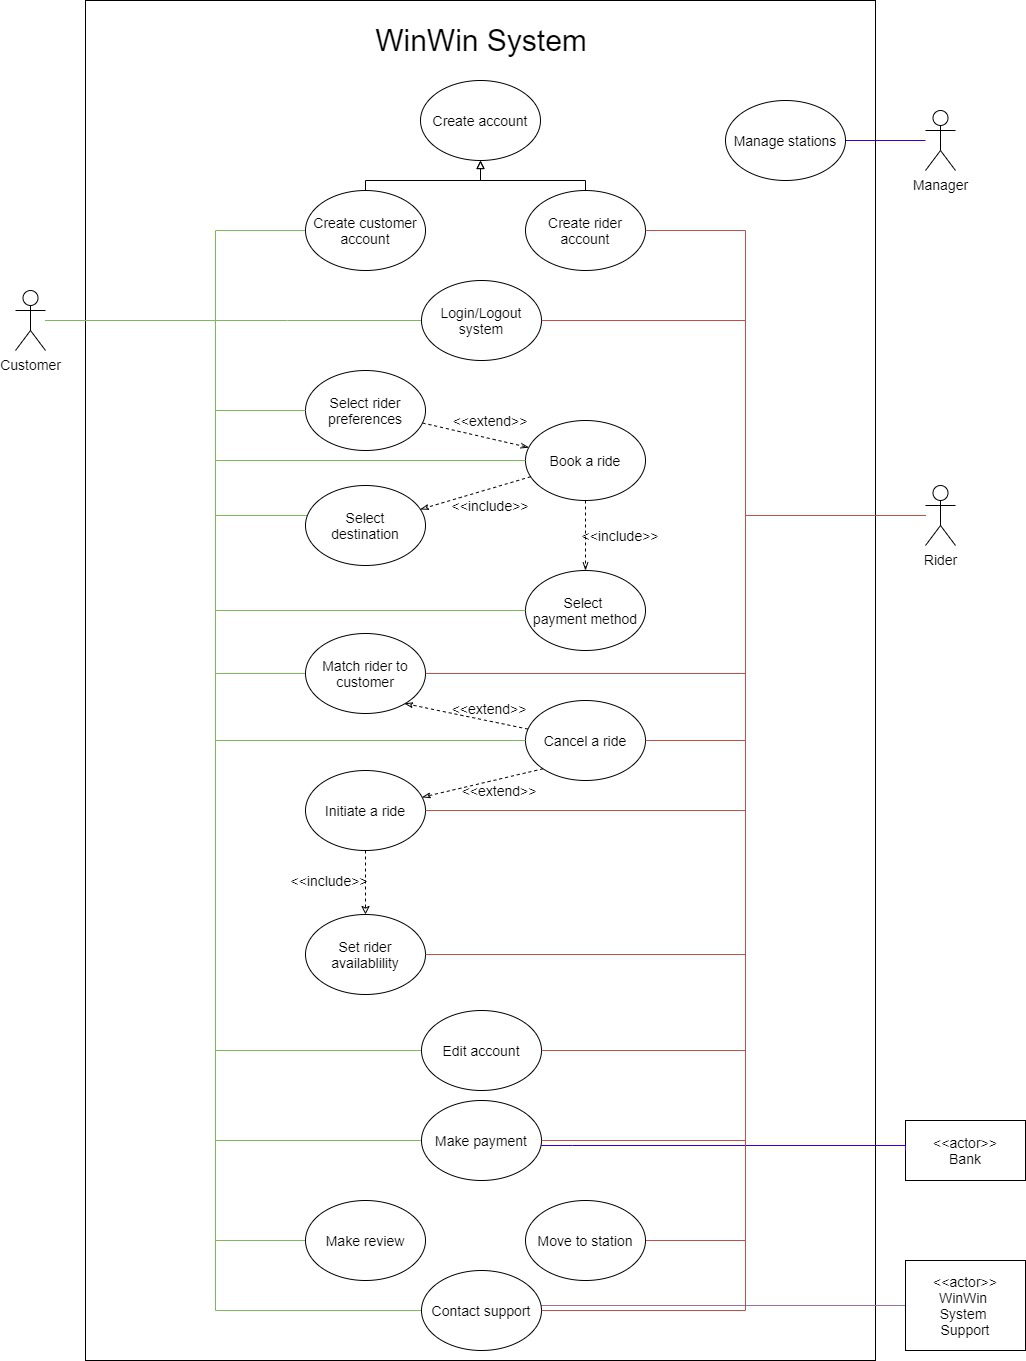 WinWin System
Create account
Manage stations
Manager
Create customer
account
Create rider
account
Login/Logout
system
Customer
Select rider
preferences
<<extend>>
Book a ride
<<include>>
Select
destination
<<include>>
Rider
Select
payment method
Match rider to
customer
<<extend>>
Cancel a ride
<<extend>>
Initiate a ride
<<include>>
Set rider
availablility
Edit account
Make payment
<<actor>>
Bank
Make review
Move to station
Contact support
<<actor>>
WinWin
System
Support